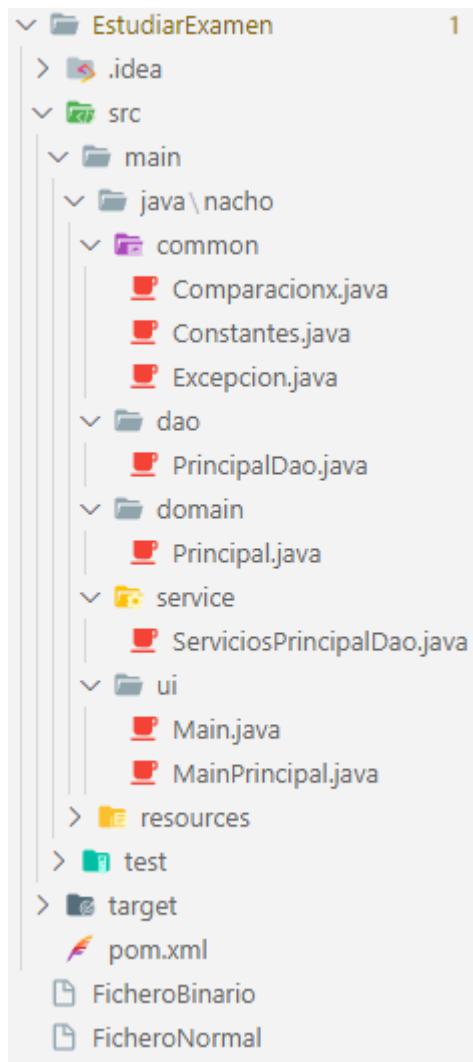 EstudiarExamen 1
.idea
src
main
java\nacho
common
Comparacionx.java
Constantes.java
Excepcion.java
dao
PrincipalDao.java
domain
Principal.java
service
ServiciosPrincipalDao.java
ui
Main.java
MainPrincipal.java
resources
test
target
pom.xml
FicheroBinario
FicheroNormal